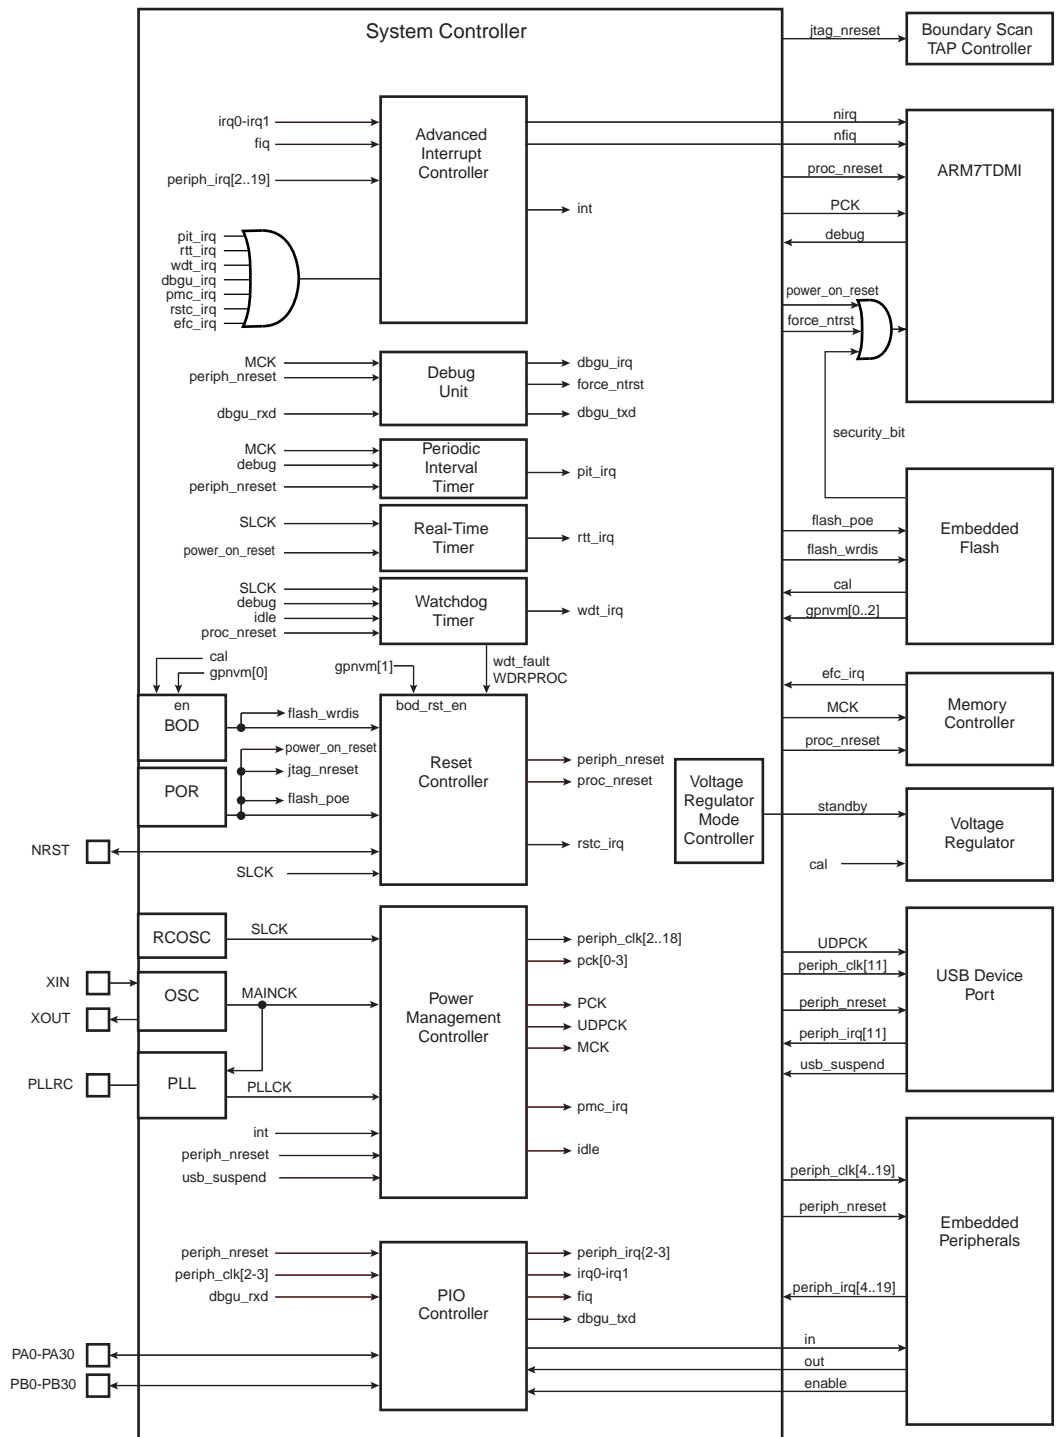 System Controller
jtag_nreset
Boundary Scan
TAP Controller
irq0-irq1
fiq
periph_irq[2..19]
Advanced
Interrupt
Controller
int
nirq
nfiq
proc_nreset
PCK
debug
ARM7TDMI
pit_irq
rtt_irq
wdt_irq
dbgu_irq
pmc_irq
rstc_irq
efc_irq
power_on_reset
force_ntrst
security_bit
MCK
periph_nreset
dbgu_rxd
Debug
Unit
dbgu_irq
force_ntrst
dbgu_txd
MCK
debug
periph_nreset
Periodic
Interval
Timer
pit_irq
SLCK
power_on_reset
Real-Time
Timer
rtt_irq
flash_poe
flash_wrdis
cal
gpnvm[0..2]
Embedded
Flash
SLCK
debug
idle
proc_nreset
Watchdog
Timer
wdt_irq
cal
gpnvm[0]
gpnvm[1]
wdt_fault
WDRPROC
en
BOD
flash_wrdis
bod_rst_en
Reset
Controller
power_on_reset
jtag_nreset
flash_poe
POR
periph_nreset
proc_nreset
rstc_irq
NRST
SLCK
efc_irq
MCK
proc_nreset
Memory
Controller
Voltage
Regulator
Mode
Controller
standby
cal
Voltage
Regulator
RCOSC
SLCK
XIN
XOUT
OSC
MAINCK
PLLRC
PLL
PLLCK
int
periph_nreset
usb_suspend
Power
Management
Controller
periph_clk[2..18]
pck[0-3]
PCK
UDPCK
MCK
pmc_irq
idle
UDPCK
periph_clk[11]
periph_nreset
periph_irq[11]
usb_suspend
USB Device
Port
periph_nreset
periph_clk[2-3]
dbgu_rxd
PIO
Controller
periph_irq{2-3]
irq0-irq1
fiq
dbgu_txd
PA0-PA30
PB0-PB30
periph_clk[4..19]
periph_nreset
periph_irq[4..19]
in
out
enable
Embedded
Peripherals